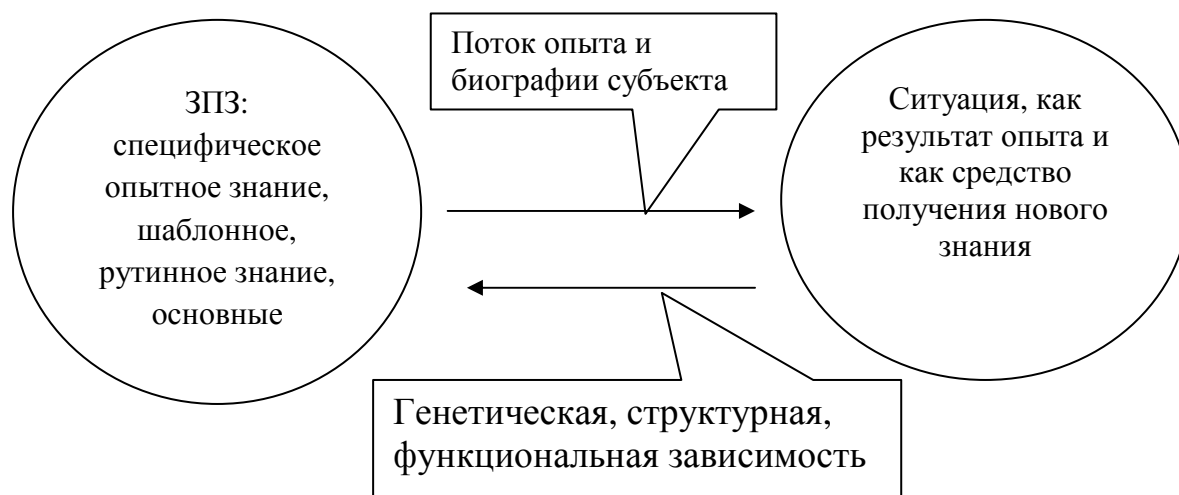 Поток опыта и
биографии субъекта
ЗПЗ:
специфическое
опытное знание,
шаблонное,
рутинное знание,
основные
Ситуация, как
результат опыта и
как средство
получения нового
знания
Генетическая, структурная,
функциональная зависимость